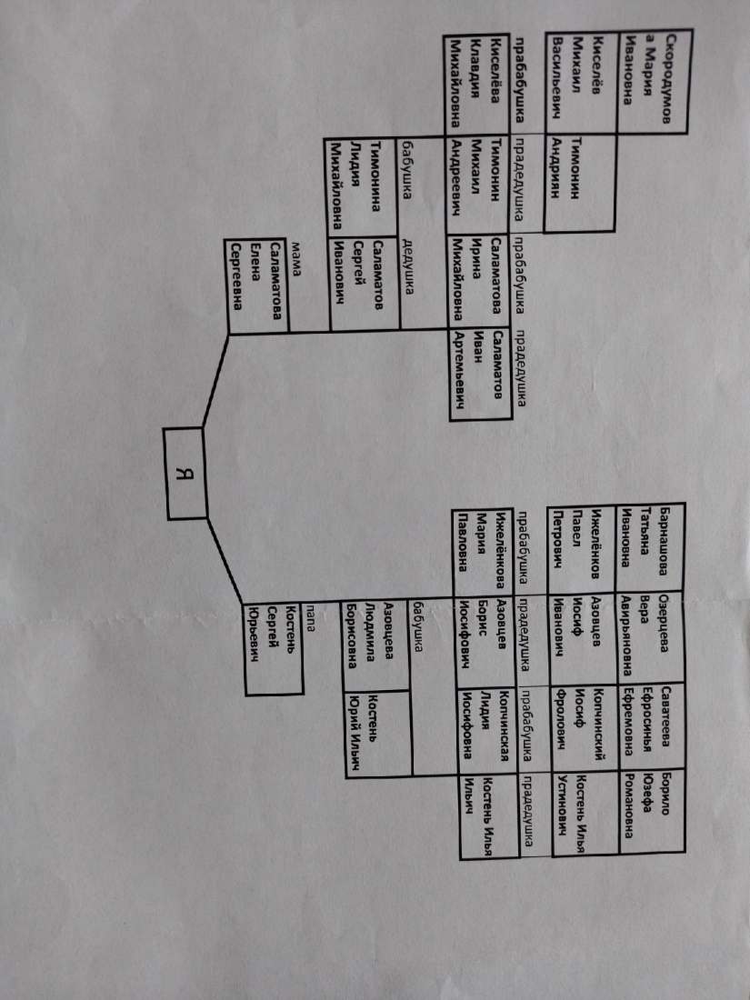 Скородумов
а Мария
Ивановна
Барнашова
Татьяна
Ивановна
Озерцева
Вера
Авирьяновна
Саватеева
Ефросинья
Ефремовна
Борило
Юзефа
Романовна
Киселёв
Михаил
Васильевич
Тимонин
Андриян
Ижелёнков
Павел
Петрович
Азовцев
Иосиф
Иванович
Копчинский
Иосиф
Фролович
Костень Илья
Устинович
прабабушка
прадедушка
прабабушка
прадедушка
прабабушка
прадедушка
прабабушка
прадедушка
Киселёва
Клавдия
Михайловна
Тимонин
Михаил
Андреевич
Саламатова
Ирина
Михайловна
Саламатов
Иван
Артемьевич
Ижелёнкова
Мария
Павловна
Азовцев
Борис
Иосифович
Копчинская
Лидия
Иосифовна
Костень Илья
Ильич
бабушка
дедушка
бабушка
Тимонина
Лидия
Михайловна
Саламатов
Сергей
Иванович
Азовцева
Людмила
Борисовна
Костень
Юрий Ильич
мама
папа
Саламатова
Елена
Сергеевна
Костень
Сергей
Юрьевич
Я